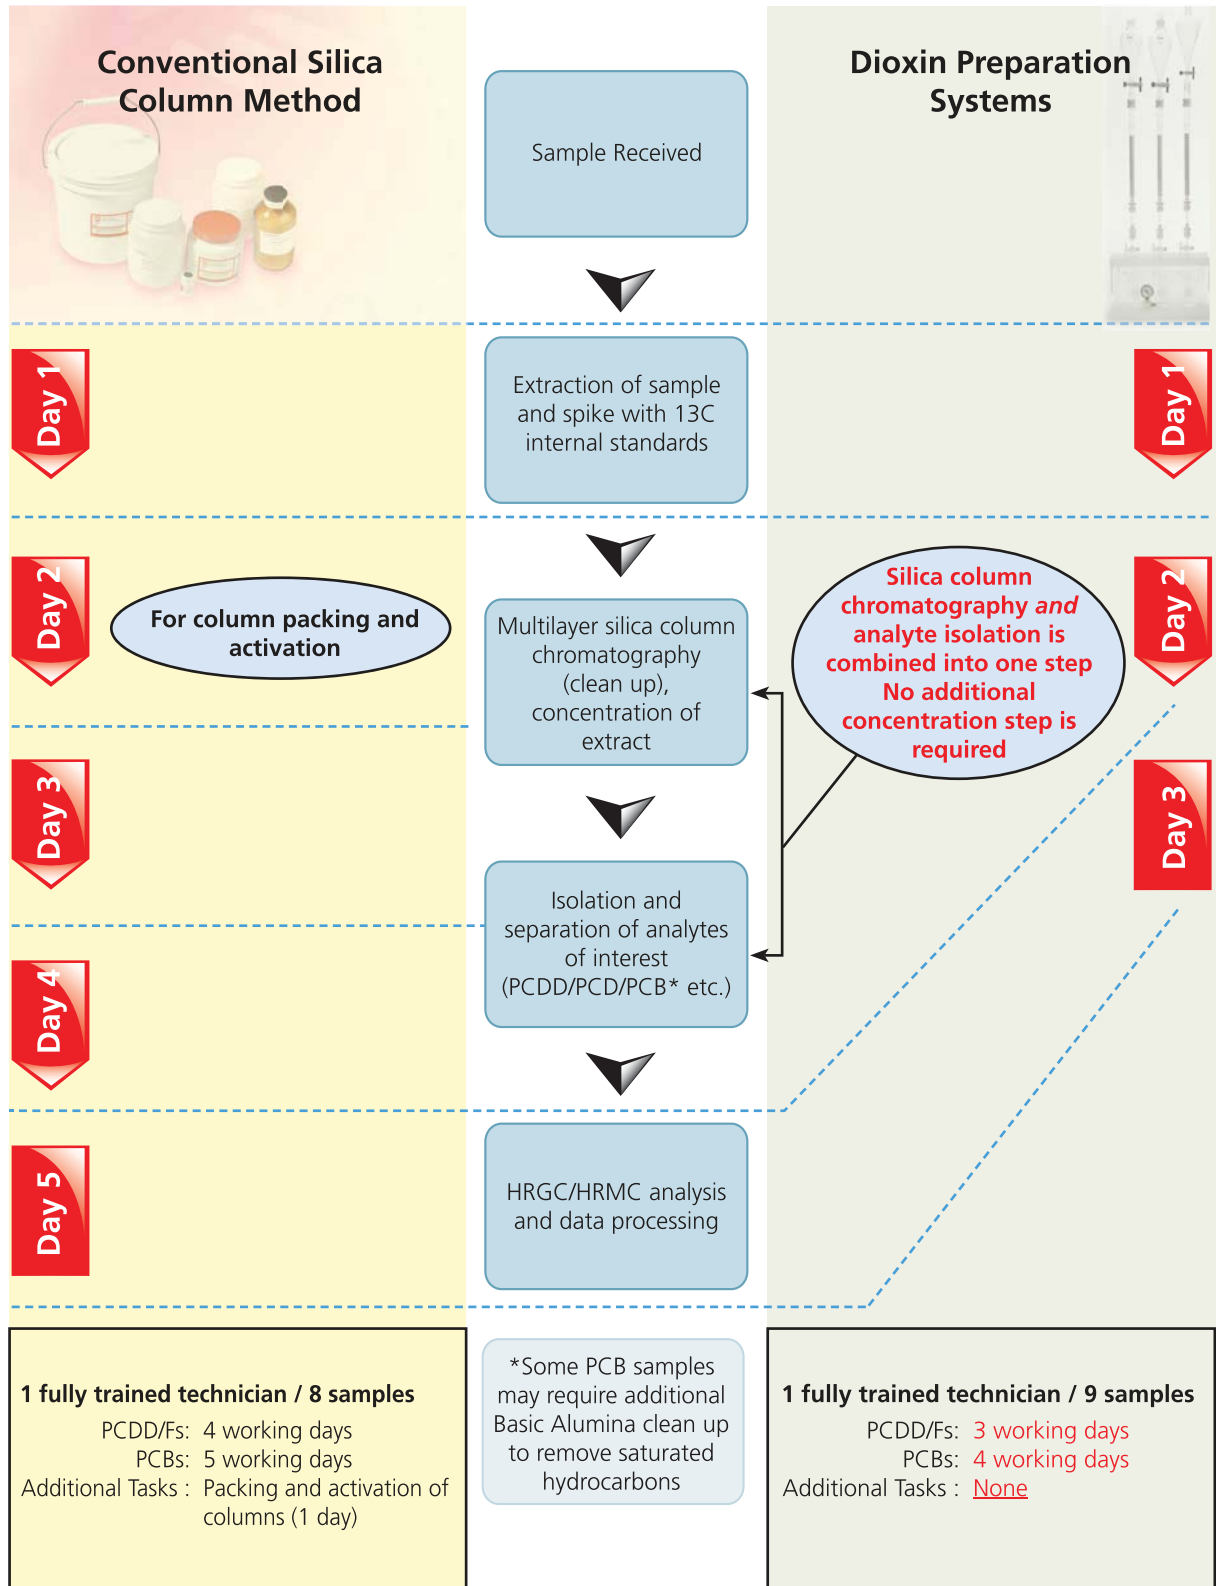 Conventional Silica
Column Method
Dioxin Preparation
Systems
Sample Received
Day 1
Extraction of sample
and spike with 13C
internal standards
Day 1
Day 2
For column packing and
activation
Multilayer silica column
chromatography
(clean up),
concentration of
extract
Silica column
chromatography and
analyte isolation is
combined into one step
No additional
concentration step is
required
Day 2
Day 3
Day 3
Isolation and
separation of analytes
of interest
(PCDD/PCD/PCB* etc.)
Day 4
Day 5
HRGC/HRMC analysis
and data processing
1 fully trained technician / 8 samples
PCDD/Fs: 4 working days
PCBs: 5 working days
Additional Tasks : Packing and activation of
columns (1 day)
*Some PCB samples
may require additional
Basic Alumina clean up
to remove saturated
hydrocarbons
1 fully trained technician / 9 samples
PCDD/Fs: 3 working days
PCBs: 4 working days
Additional Tasks : None